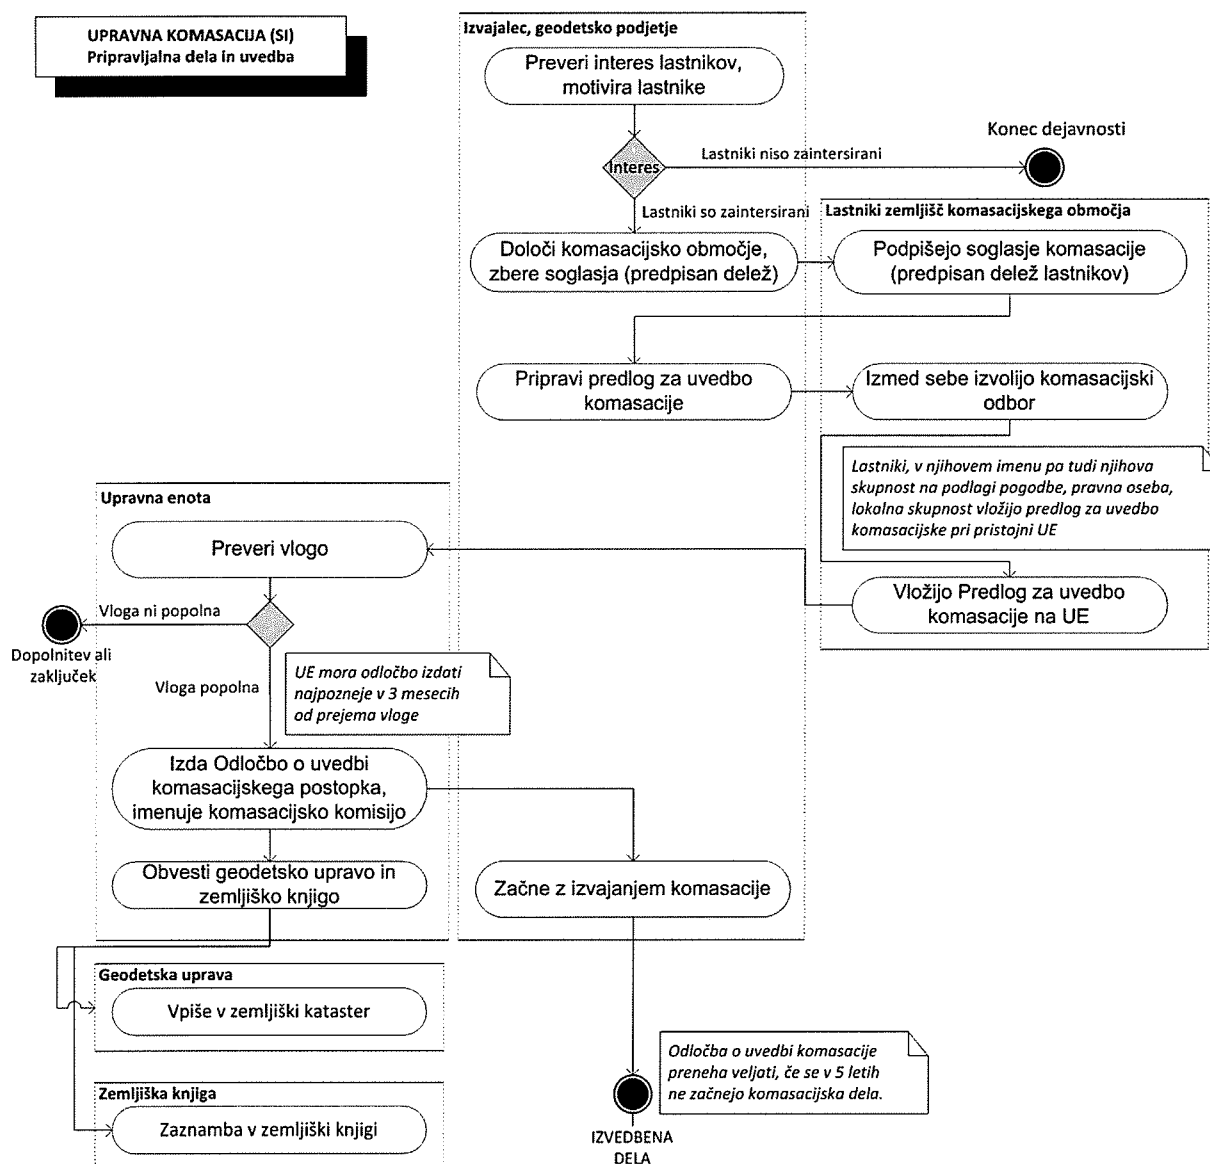 UPRAVNA KOMASACIJA (SI)
Pripravljalna dela in uvedba
Izvajalec, geodetsko podjetje
Preveri interes lastnikov,
motivira lastnike
Interes
Lastniki niso zaintersirani
Konec dejavnosti
Lastniki so zaintersirani
Lastniki zemljišč komasacijskega območja
Določi komasacijsko območje,
zbere soglasja (predpisan delež)
Podpišejo soglasje komasacije
(predpisan delež lastnikov)
Pripravi predlog za uvedbo
komasacije
Izmed sebe izvolijo komasacijski
odbor
Lastniki, v njihovem imenu pa tudi njihova
skupnost na podlagi pogodbe, pravna oseba,
lokalna skupnost vložijo predlog za uvedbo
komasacijske pri pristojni UE
Vložijo Predlog za uvedbo
komasacije na UE
Upravna enota
Preveri vlogo
Vloga ni popolna
Dopolnitev ali
zaključek
Vloga popolna
UE mora odločbo izdati
najpozneje v 3 mesecih
od prejema vloge
Izda Odločbo o uvedbi
komasacijskega postopka,
imenuje komasacijsko komisijo
Obvesti geodetsko upravo in
zemljiško knjigo
Začne z izvajanjem komasacije
Geodetska uprava
Vpiše v zemljiški kataster
Zemljiška knjiga
Zaznamba v zemljiški knjigi
Odločba o uvedbi komasacije
preneha veljati, če se v 5 letih
ne začnejo komasacijska dela.
IZVEDBENA
DELA